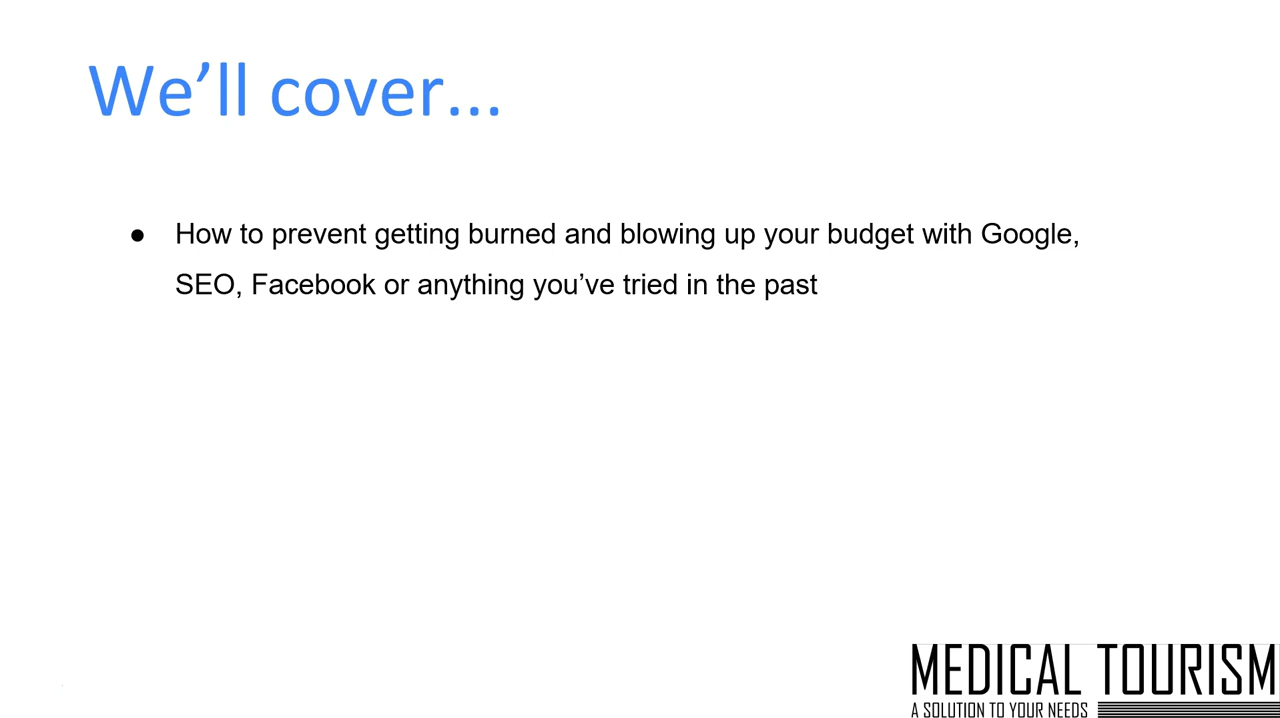 We’ll cover...
● How to prevent getting burned and blowing up your budget with Google,
SEO, Facebook or anything you’ve tried in the past
MEDICAL TOURISM
A SOLUTION TO YOUR NEEDS